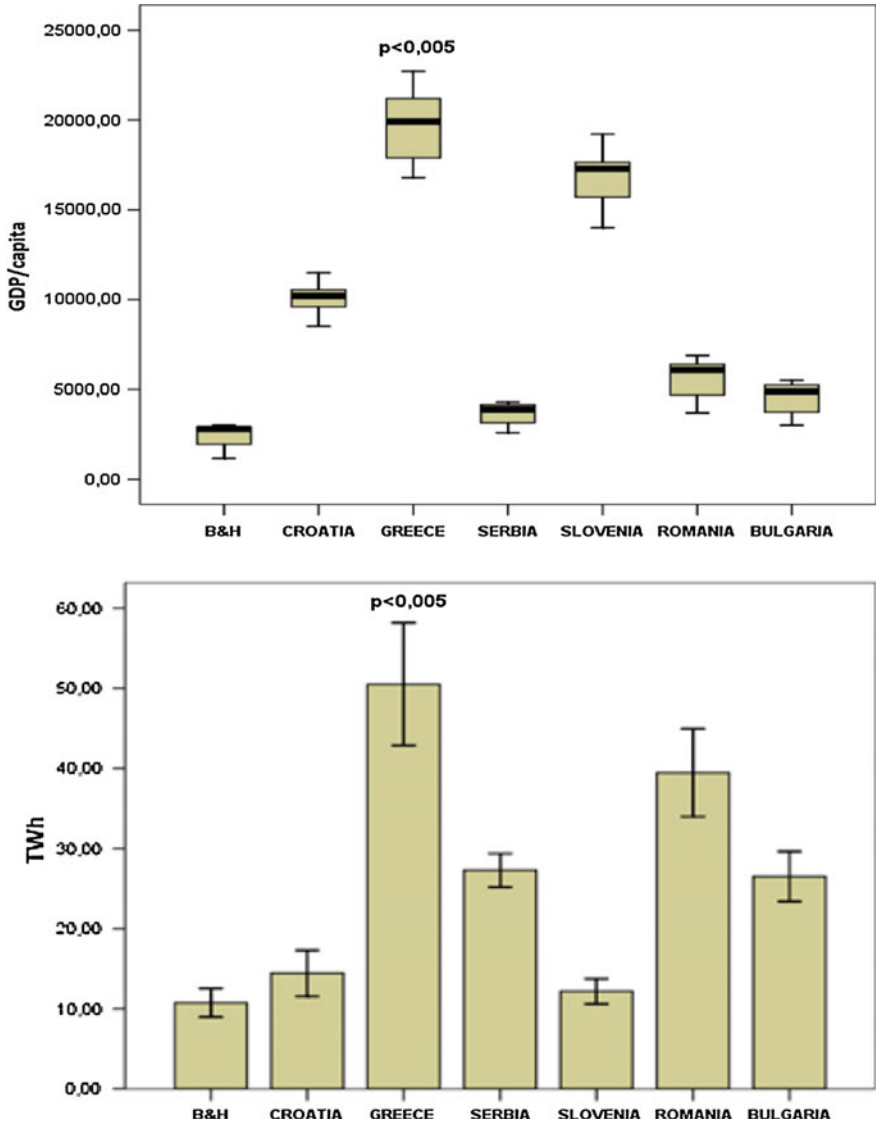 25000,00
p<0,005
20000,00
15000,00
GDP/capita
10000,00
5000,00
0,00
B&H CROATIA GREECE SERBIA SLOVENIA ROMANIA BULGARIA
60,00
p<0,005
50,00
40,00
TWh
30,00
20,00
10,00
0,00
B&H CROATIA GREECE SERBIA SLOVENIA ROMANIA BULGARIA